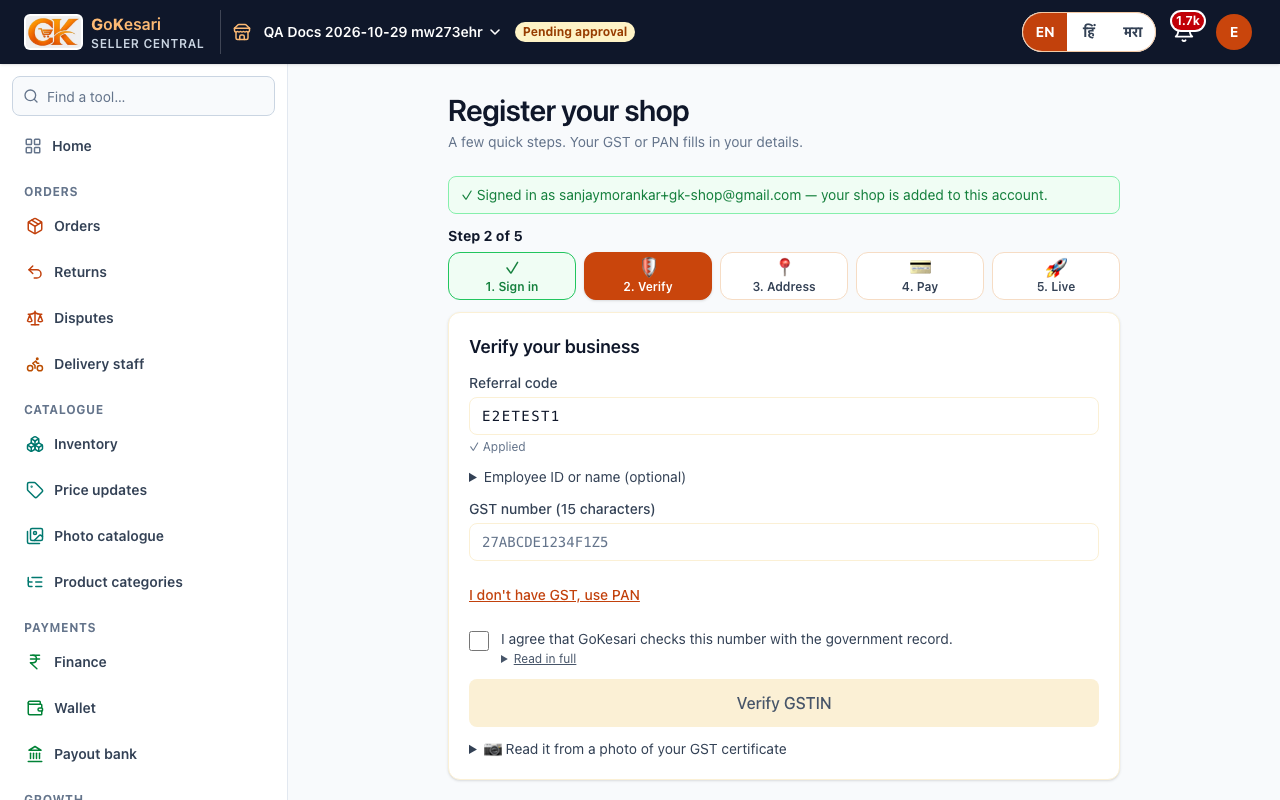 GoKesari
SELLER CENTRAL
QA Docs 2026-10-29 mw273ehr
Pending approval
EN
हिं
मरा
1.7k
E
Find a tool...
Home
ORDERS
Orders
Returns
Disputes
Delivery staff
CATALOGUE
Inventory
Price updates
Photo catalogue
Product categories
PAYMENTS
Finance
Wallet
Payout bank
GROWTH
Register your shop
A few quick steps. Your GST or PAN fills in your details.
✓ Signed in as sanjaymorankar+gk-shop@gmail.com — your shop is added to this account.
Step 2 of 5
✓
1. Sign in
2. Verify
3. Address
4. Pay
5. Live
Verify your business
Referral code
E2ETEST1
✓ Applied
Employee ID or name (optional)
GST number (15 characters)
27ABCDE1234F1Z5
I don't have GST, use PAN
I agree that GoKesari checks this number with the government record.
Read in full
Verify GSTIN
Read it from a photo of your GST certificate